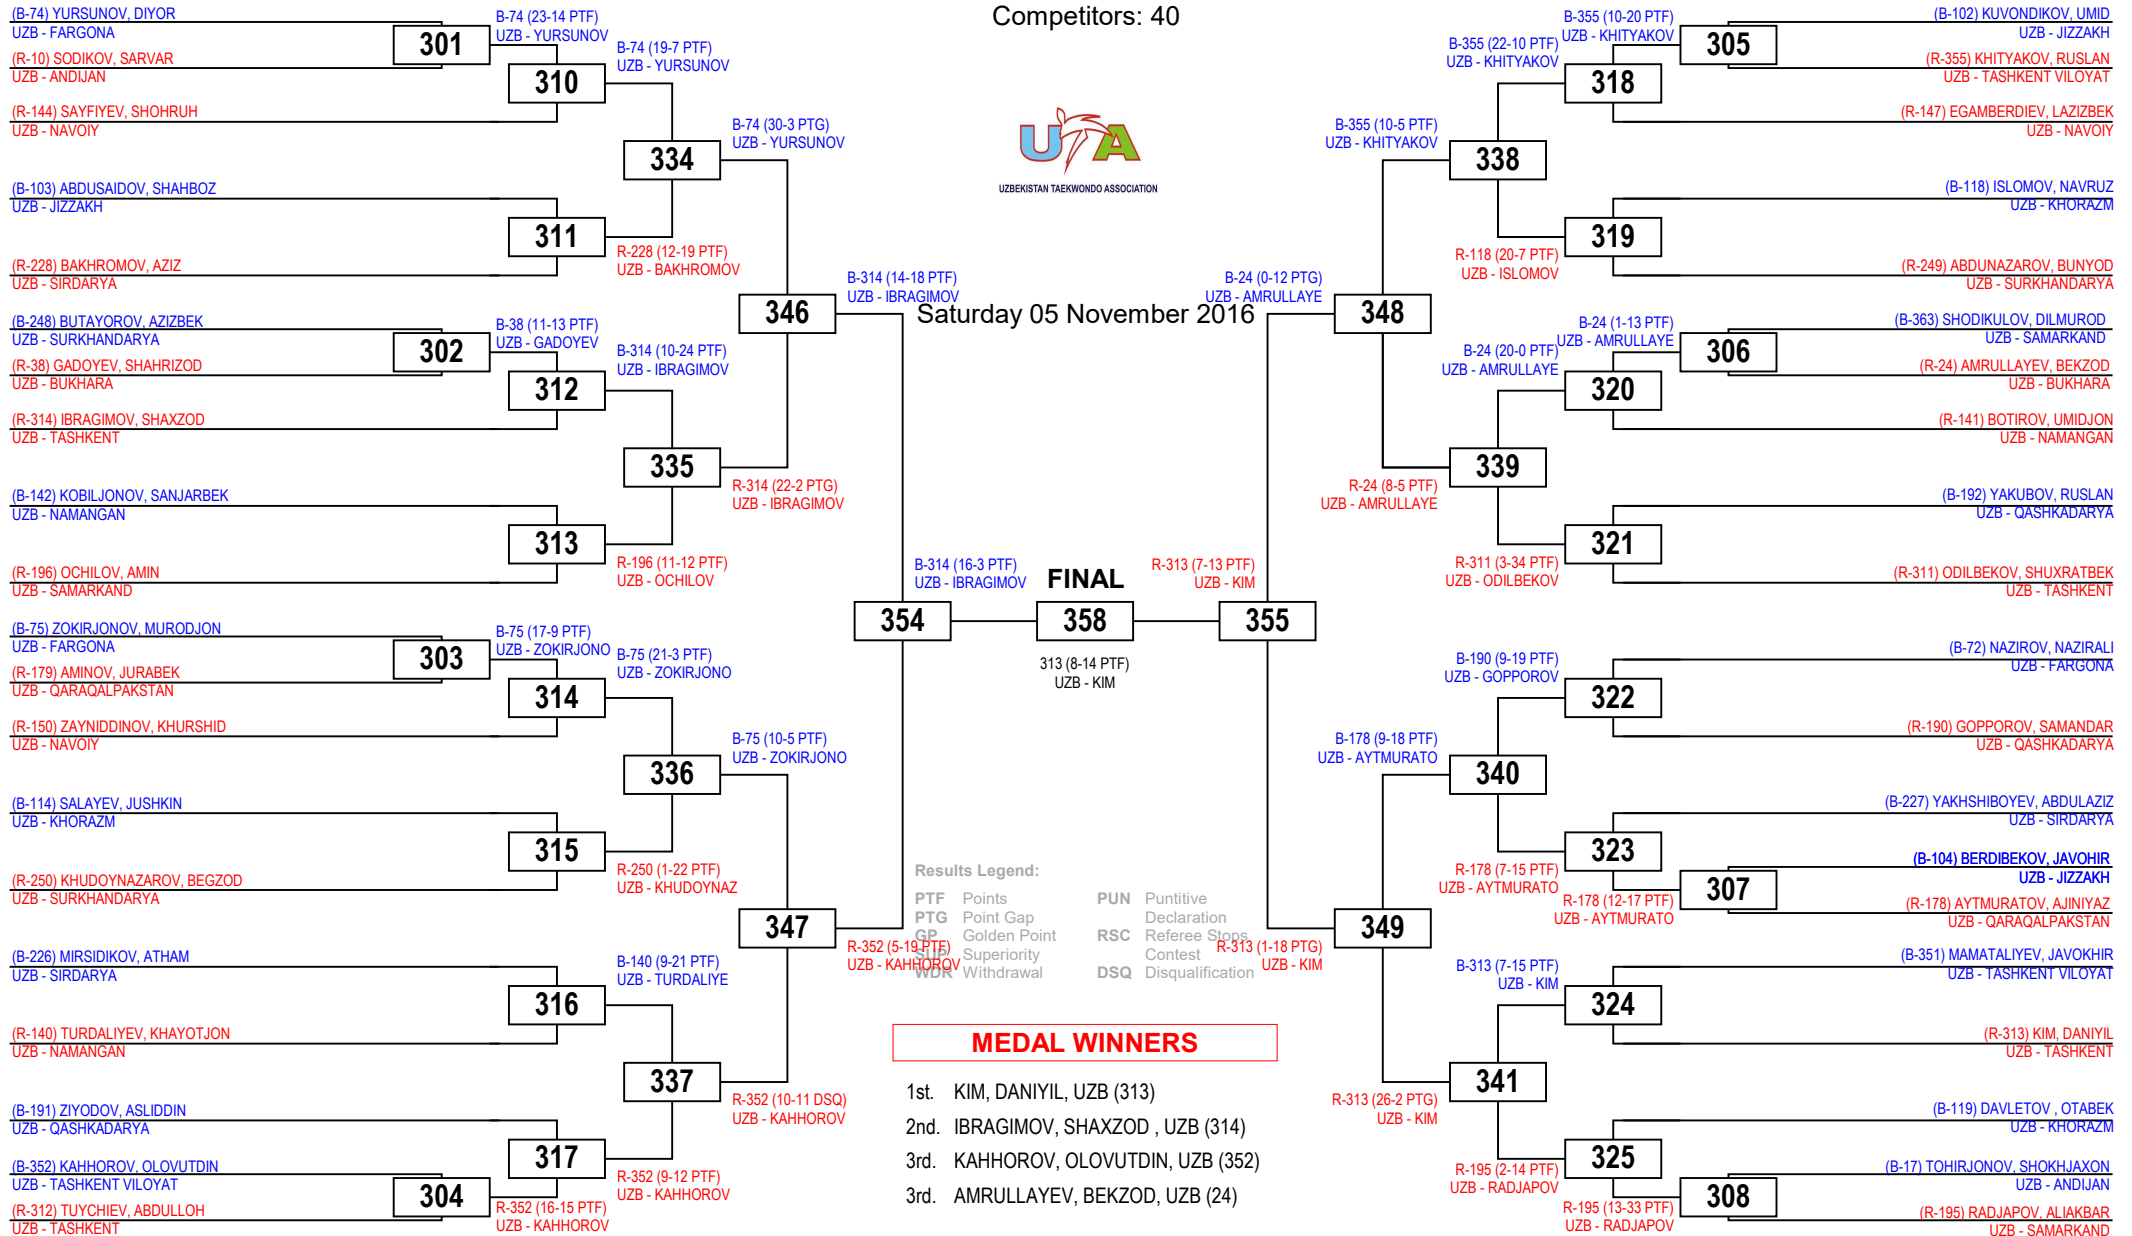 Competitors: 40
UTA
UZBEKISTAN TAEKWONDO ASSOCIATION
Saturday 05 November 2016
(B-74) YURSUNOV, DIYOR
UZB - FARGONA
301
(R-10) SODIKOV, SARVAR
UZB - ANDIJAN
B-74 (23-14 PTF)
UZB - YURSUNOV
310
(R-144) SAYFIYEV, SHOHRUH
UZB - NAVOIY
B-74 (19-7 PTF)
UZB - YURSUNOV
334
(B-103) ABDUSAIDOV, SHAHBOZ
UZB - JIZZAKH
311
(R-228) BAKHROMOV, AZIZ
UZB - SIRDARYA
R-228 (12-19 PTF)
UZB - BAKHROMOV
B-74 (30-3 PTG)
UZB - YURSUNOV
346
(B-248) BUTAYOROV, AZIZBEK
UZB - SURKHANDARYA
302
(R-38) GADOYEV, SHAHRIZOD
UZB - BUKHARA
B-38 (11-13 PTF)
UZB - GADOYEV
312
(R-314) IBRAGIMOV, SHAXZOD
UZB - TASHKENT
B-314 (10-24 PTF)
UZB - IBRAGIMOV
335
(B-142) KOBILJONOV, SANJARBEK
UZB - NAMANGAN
313
(R-196) OCHILOV, AMIN
UZB - SAMARKAND
R-196 (11-12 PTF)
UZB - OCHILOV
R-314 (22-2 PTG)
UZB - IBRAGIMOV
B-314 (14-18 PTF)
UZB - IBRAGIMOV
354
(B-75) ZOKIRJONOV, MURODJON
UZB - FARGONA
303
(R-179) AMINOV, JURABEK
UZB - QARAQALPAKSTAN
B-75 (17-9 PTF)
UZB - ZOKIRJONO
314
(R-150) ZAYNIDDINOV, KHURSHID
UZB - NAVOIY
B-75 (21-3 PTF)
UZB - ZOKIRJONO
336
(B-114) SALAYEV, JUSHKIN
UZB - KHORAZM
315
(R-250) KHUDOYNAZAROV, BEGZOD
UZB - SURKHANDARYA
R-250 (1-22 PTF)
UZB - KHUDOYNAZ
B-75 (10-5 PTF)
UZB - ZOKIRJONO
347
(B-226) MIRSIDIKOV, ATHAM
UZB - SIRDARYA
316
(R-140) TURDALIYEV, KHAYOTJON
UZB - NAMANGAN
B-140 (9-21 PTF)
UZB - TURDALIYE
337
(B-191) ZIYODOV, ASLIDDIN
UZB - QASHKADARYA
317
(B-352) KAHHOROV, OLOVUTDIN
UZB - TASHKENT VILOYAT
304
(R-312) TUYCHIEV, ABDULLOH
UZB - TASHKENT
R-352 (16-15 PTF)
UZB - KAHHOROV
R-352 (9-12 PTF)
UZB - KAHHOROV
R-352 (10-11 DSQ)
UZB - KAHHOROV
R-352 (5-19 PTF)
UZB - KAHHOROV
B-314 (16-3 PTF)
UZB - IBRAGIMOV
FINAL
358
313 (8-14 PTF)
UZB - KIM
R-313 (7-13 PTF)
UZB - KIM
355
B-24 (0-12 PTG)
UZB - AMRULLAYE
348
B-355 (10-5 PTF)
UZB - KHITYAKOV
338
B-355 (22-10 PTF)
UZB - KHITYAKOV
318
B-355 (10-20 PTF)
UZB - KHITYAKOV
305
(B-102) KUVONDIKOV, UMID
UZB - JIZZAKH
(R-355) KHITYAKOV, RUSLAN
UZB - TASHKENT VILOYAT
(R-147) EGAMBERDIEV, LAZIZBEK
UZB - NAVOIY
(B-118) ISLOMOV, NAVRUZ
UZB - KHORAZM
319
R-118 (20-7 PTF)
UZB - ISLOMOV
(R-249) ABDUNAZAROV, BUNYOD
UZB - SURKHANDARYA
(B-363) SHODIKULOV, DILMUROD
UZB - SAMARKAND
306
B-24 (1-13 PTF)
UZB - AMRULLAYE
(R-24) AMRULLAYEV, BEKZOD
UZB - BUKHARA
B-24 (20-0 PTF)
UZB - AMRULLAYE
320
(R-141) BOTIROV, UMIDJON
UZB - NAMANGAN
339
R-24 (8-5 PTF)
UZB - AMRULLAYE
(B-192) YAKUBOV, RUSLAN
UZB - QASHKADARYA
321
R-311 (3-34 PTF)
UZB - ODILBEKOV
(R-311) ODILBEKOV, SHUXRATBEK
UZB - TASHKENT
(B-72) NAZIROV, NAZIRALI
UZB - FARGONA
B-190 (9-19 PTF)
UZB - GOPPOROV
322
(R-190) GOPPOROV, SAMANDAR
UZB - QASHKADARYA
B-178 (9-18 PTF)
UZB - AYTMURATO
340
(B-227) YAKHSHIBOYEV, ABDULAZIZ
UZB - SIRDARYA
323
R-178 (7-15 PTF)
UZB - AYTMURATO
(B-104) BERDIBEKOV, JAVOHIR
UZB - JIZZAKH
307
R-178 (12-17 PTF)
UZB - AYTMURATO
(R-178) AYTMURATOV, AJINIYAZ
UZB - QARAQALPAKSTAN
349
R-313 (1-18 PTG)
UZB - KIM
(B-351) MAMATALIYEV, JAVOKHIR
UZB - TASHKENT VILOYAT
B-313 (7-15 PTF)
UZB - KIM
324
(R-313) KIM, DANIYIL
UZB - TASHKENT
341
R-313 (26-2 PTG)
UZB - KIM
(B-119) DAVLETOV , OTABEK
UZB - KHORAZM
325
R-195 (2-14 PTF)
UZB - RADJAPOV
(B-17) TOHIRJONOV, SHOKHJAXON
UZB - ANDIJAN
308
R-195 (13-33 PTF)
UZB - RADJAPOV
(R-195) RADJAPOV, ALIAKBAR
UZB - SAMARKAND
Results Legend:
PTF Points
PTG Point Gap
GP Golden Point
SUP Superiority
WDR Withdrawal
PUN Puntitive
Declaration
RSC Referee Stops
Contest
DSQ Disqualification
MEDAL WINNERS
1st. KIM, DANIYIL, UZB (313)
2nd. IBRAGIMOV, SHAXZOD , UZB (314)
3rd. KAHHOROV, OLOVUTDIN, UZB (352)
3rd. AMRULLAYEV, BEKZOD, UZB (24)